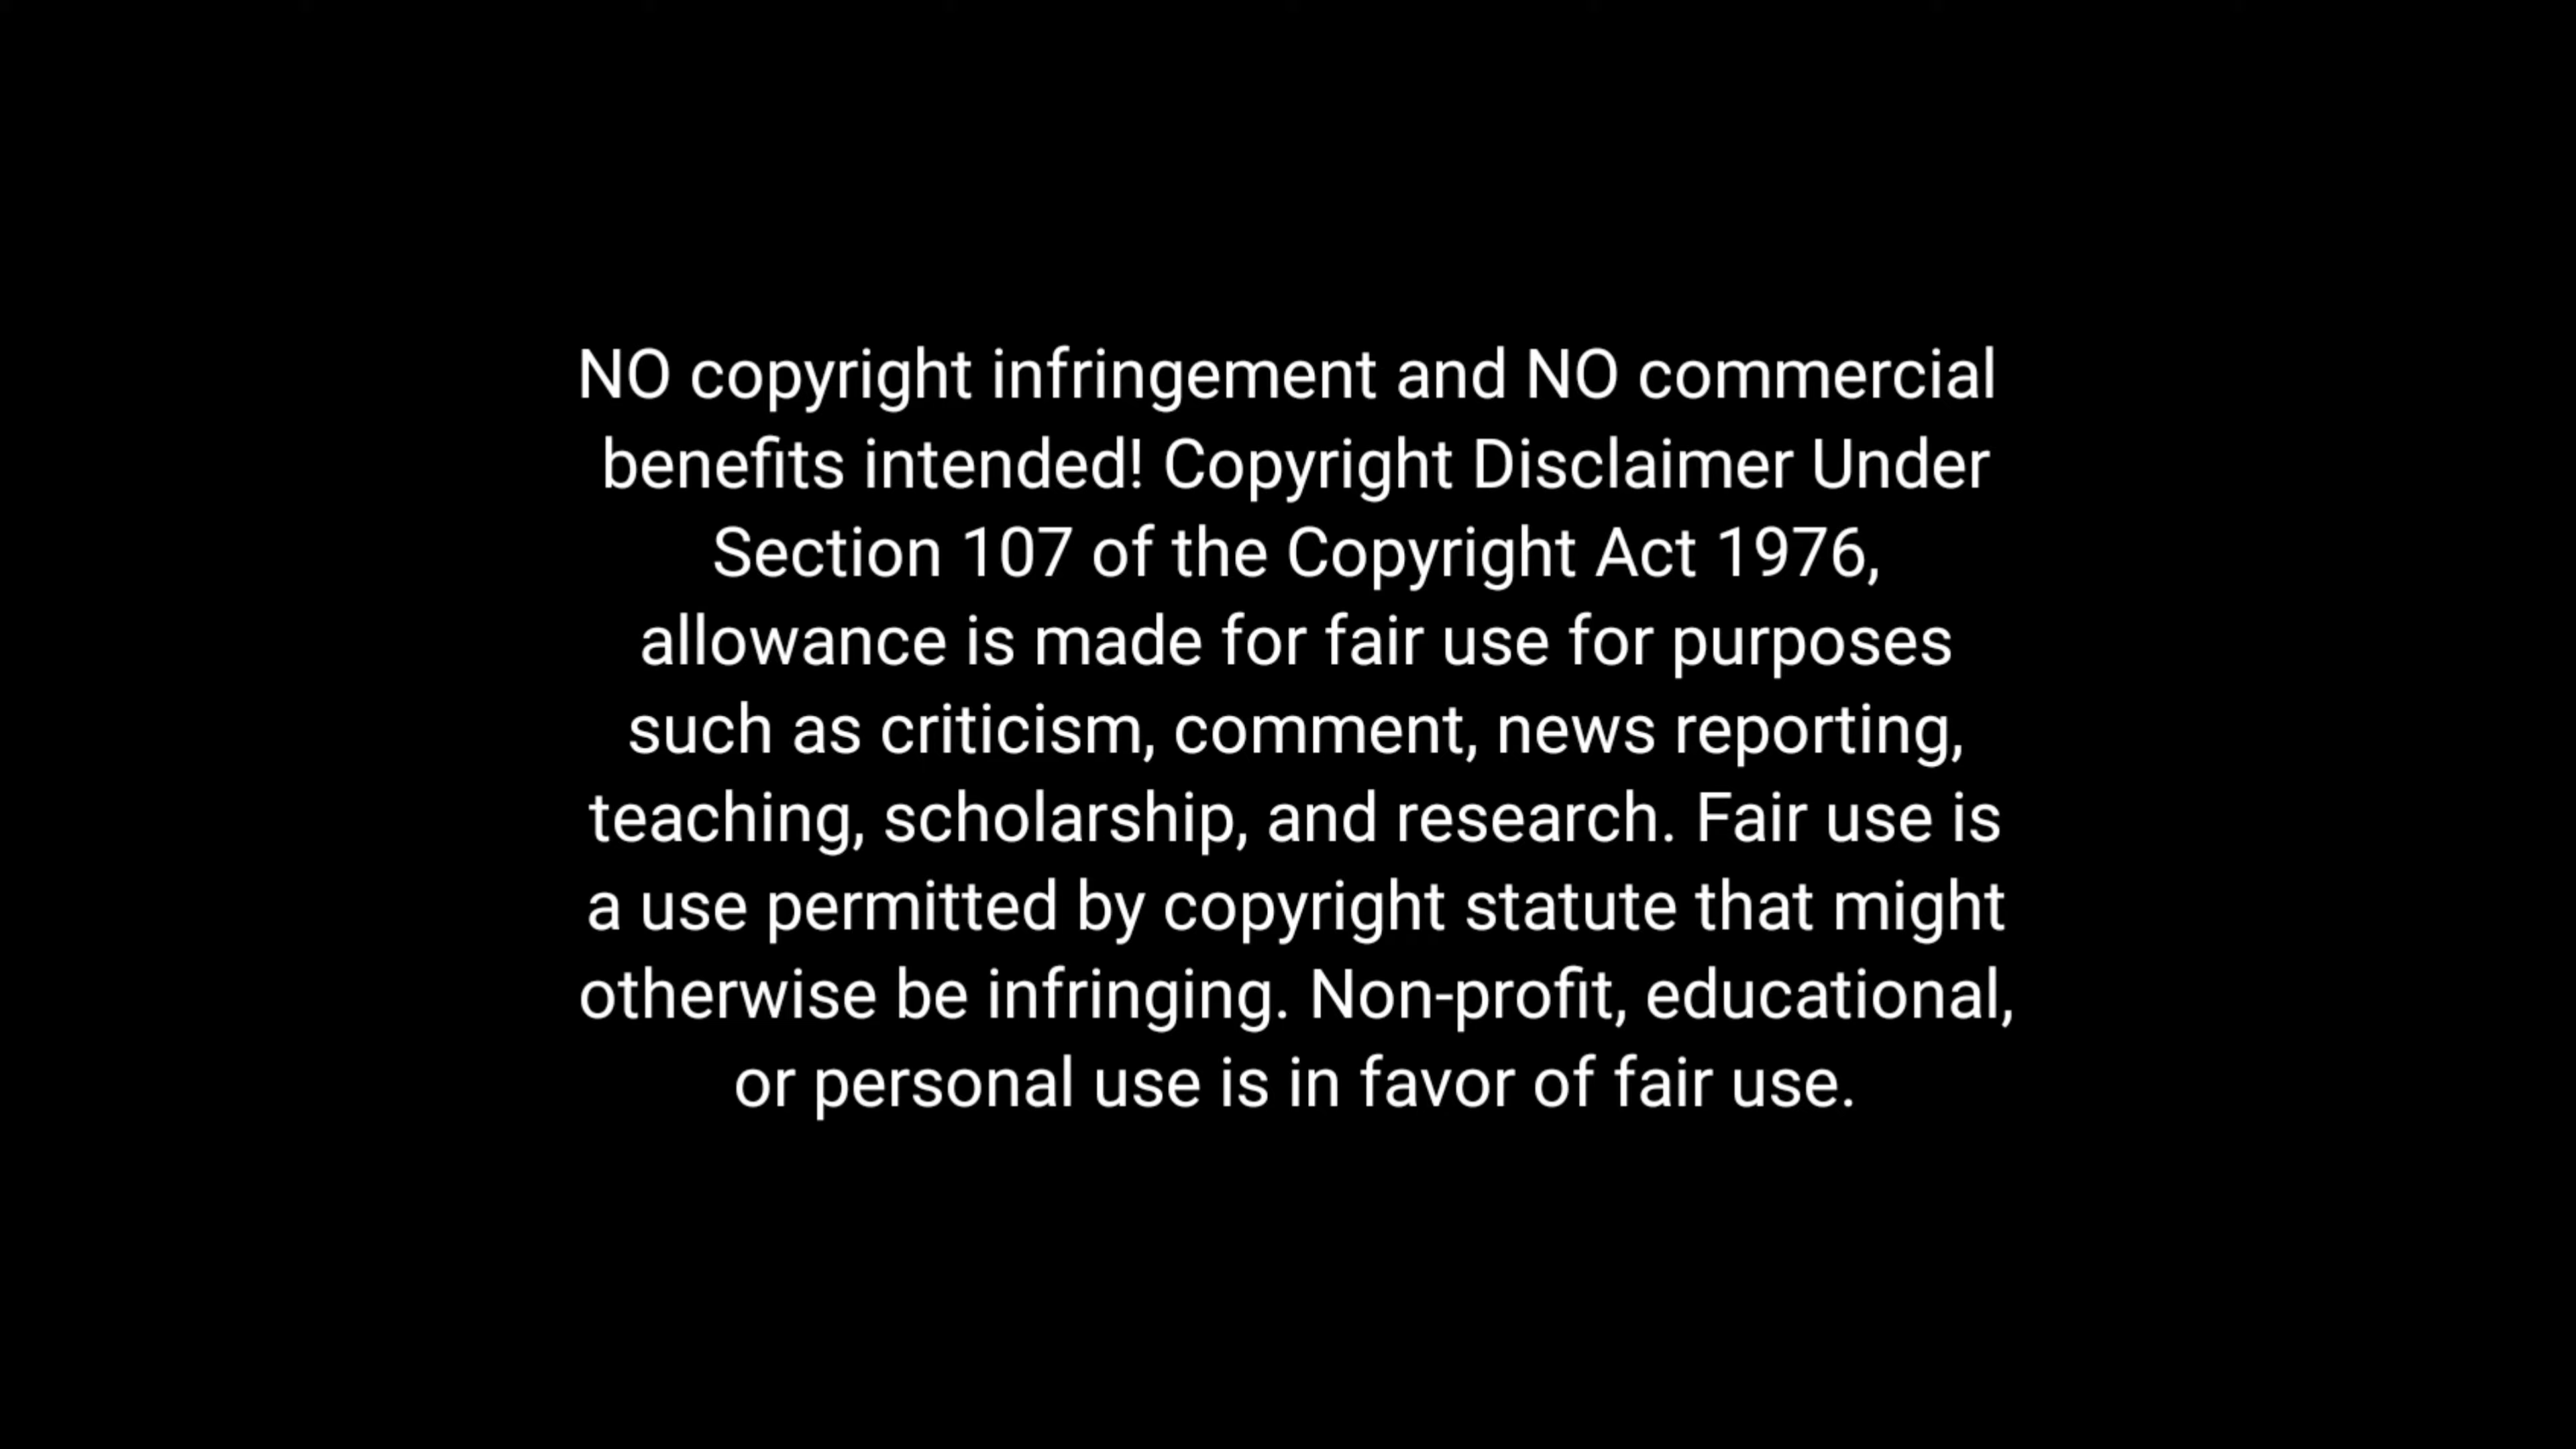 NO copyright infringement and NO commercial
benefits intended! Copyright Disclaimer Under
Section 107 of the Copyright Act 1976,
allowance is made for fair use for purposes
such as criticism, comment, news reporting,
teaching, scholarship, and research. Fair use is
a use permitted by copyright statute that might
otherwise be infringing. Non-profit, educational,
or personal use is in favor of fair use.